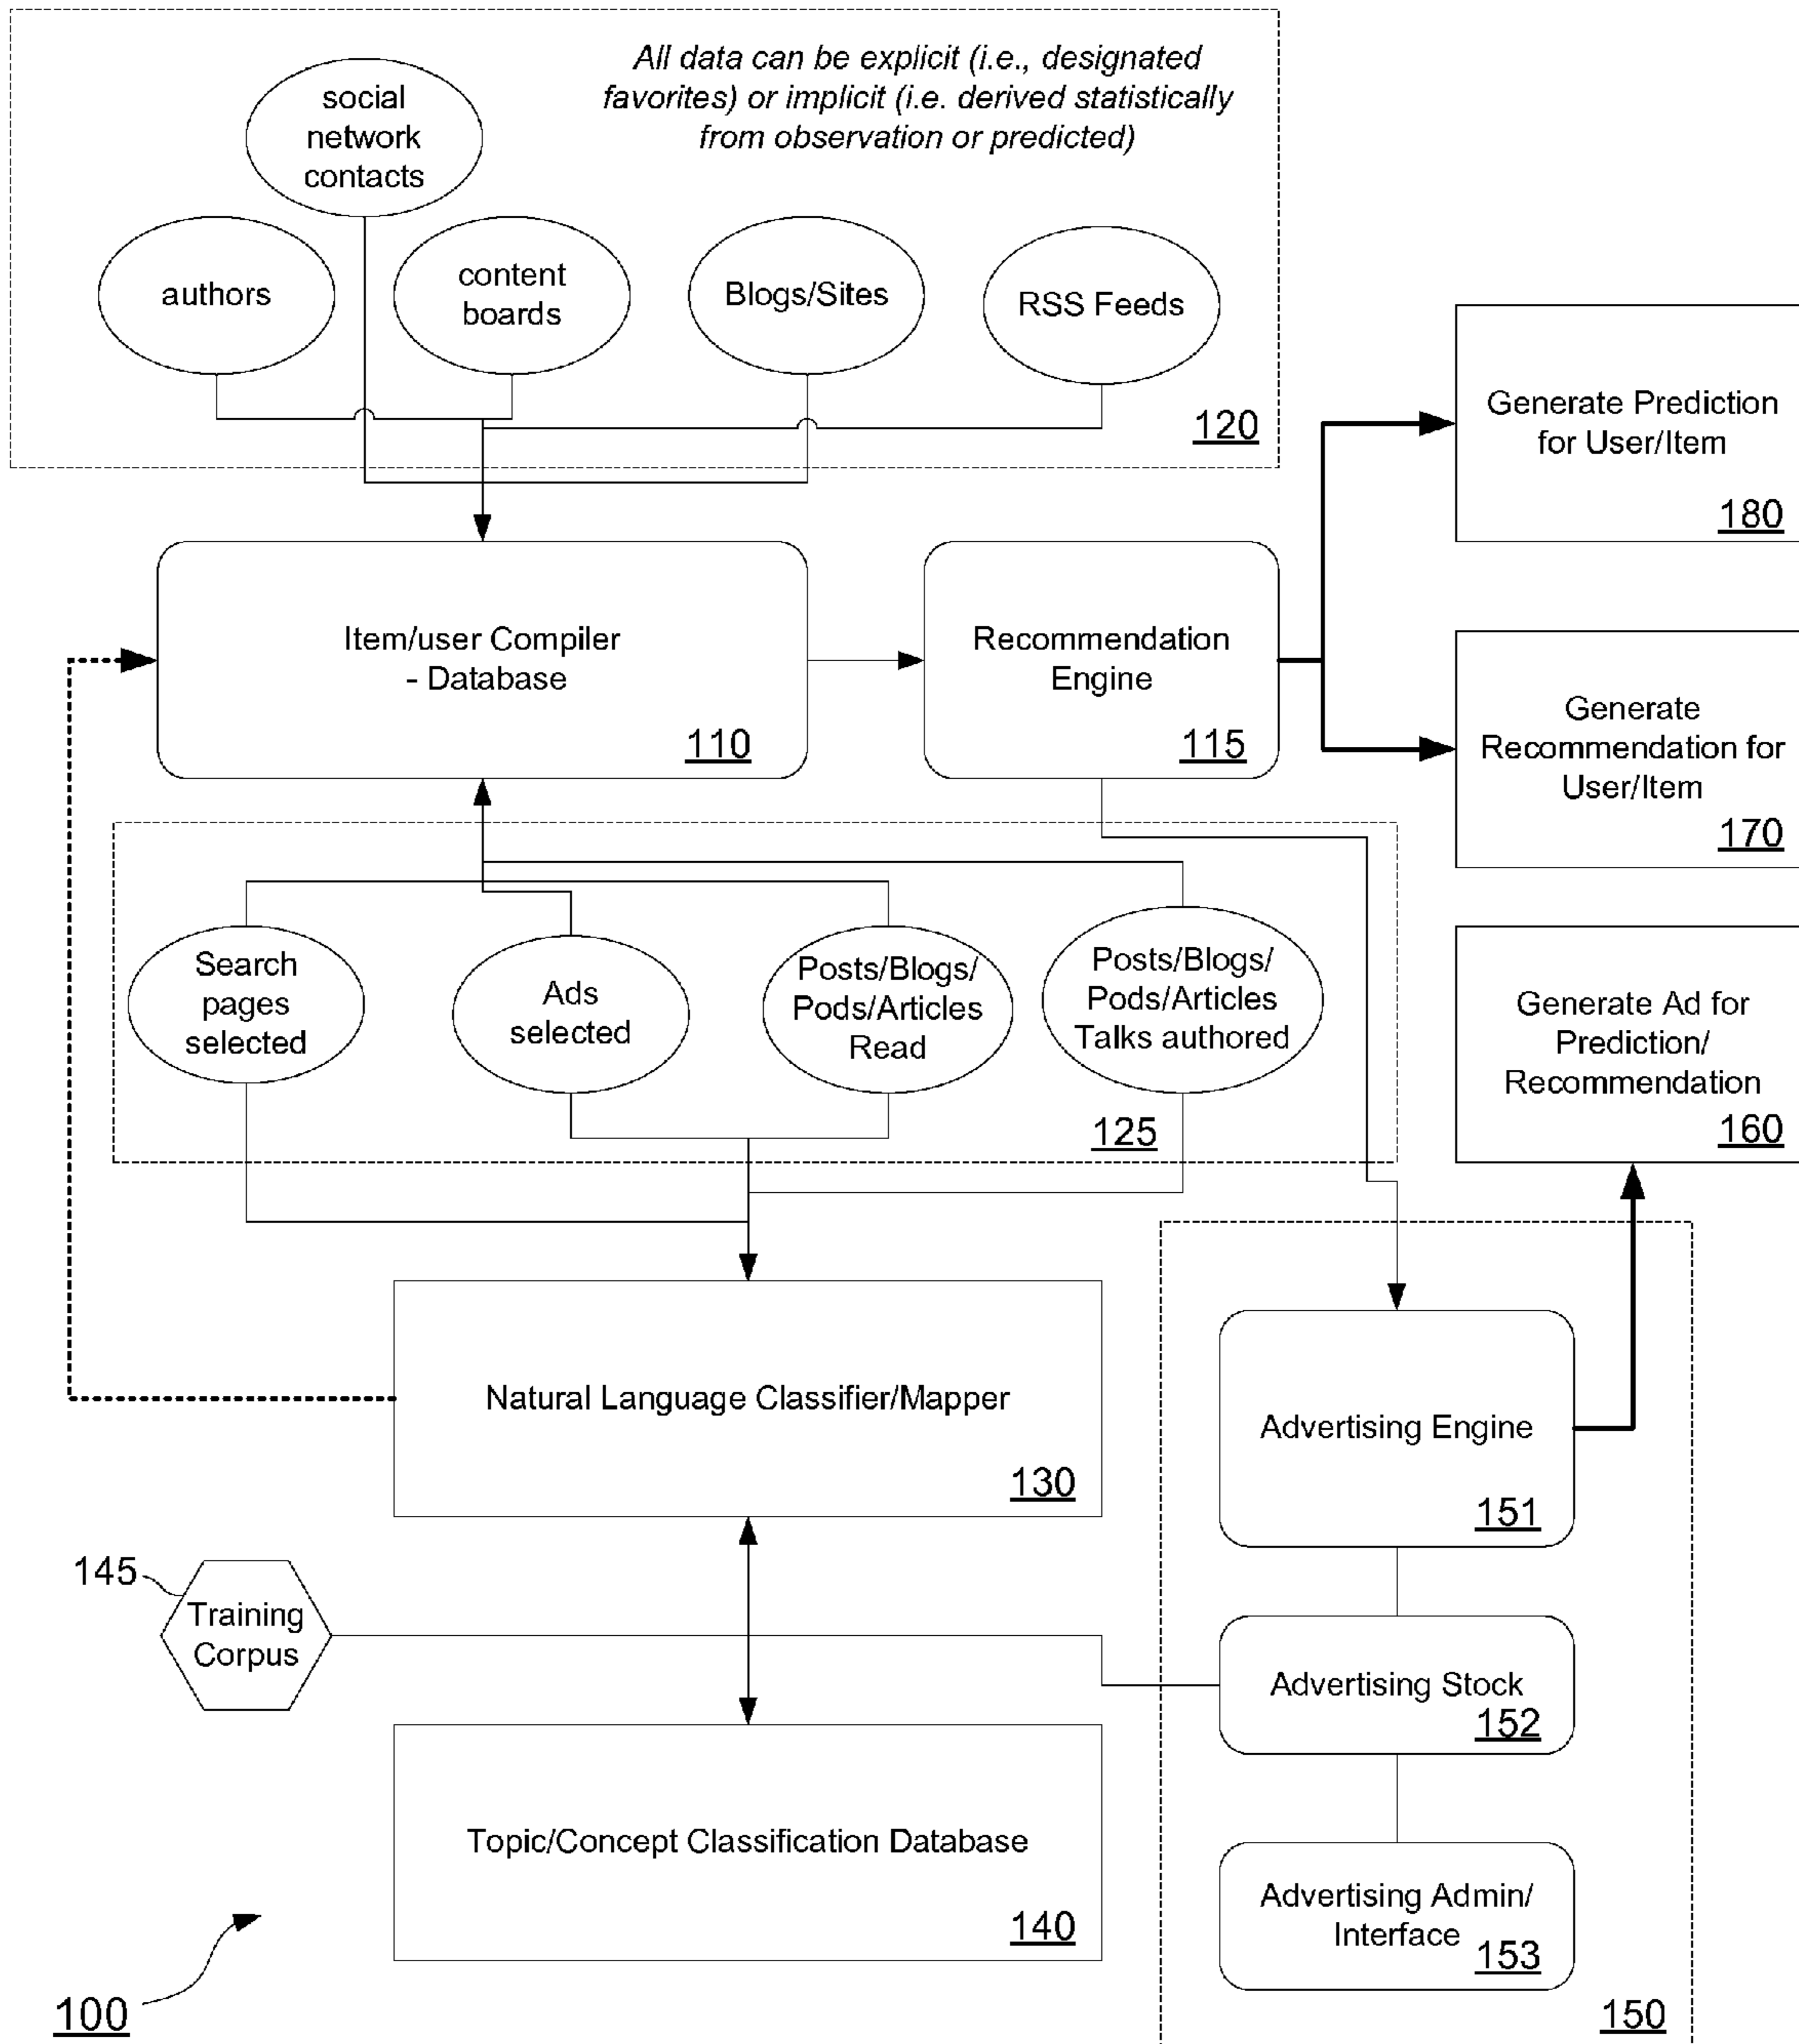 All data can be explicit (i.e., designated
favorites) or implicit (i.e. derived statistically
from observation or predicted)
social
network
contacts
authors
content
boards
Blogs/Sites
RSS Feeds
120
Generate Prediction
for User/Item
180
Item/user Compiler
- Database
110
Recommendation
Engine
115
Generate
Recommendation for
User/Item
170
Search
pages
selected
Ads
selected
Posts/Blogs/
Pods/Articles
Read
Posts/Blogs/
Pods/Articles
Talks authored
125
Generate Ad for
Prediction/
Recommendation
160
Natural Language Classifier/Mapper
130
Advertising Engine
151
145
Training
Corpus
Advertising Stock
152
Topic/Concept Classification Database
140
Advertising Admin/
Interface
153
100
150